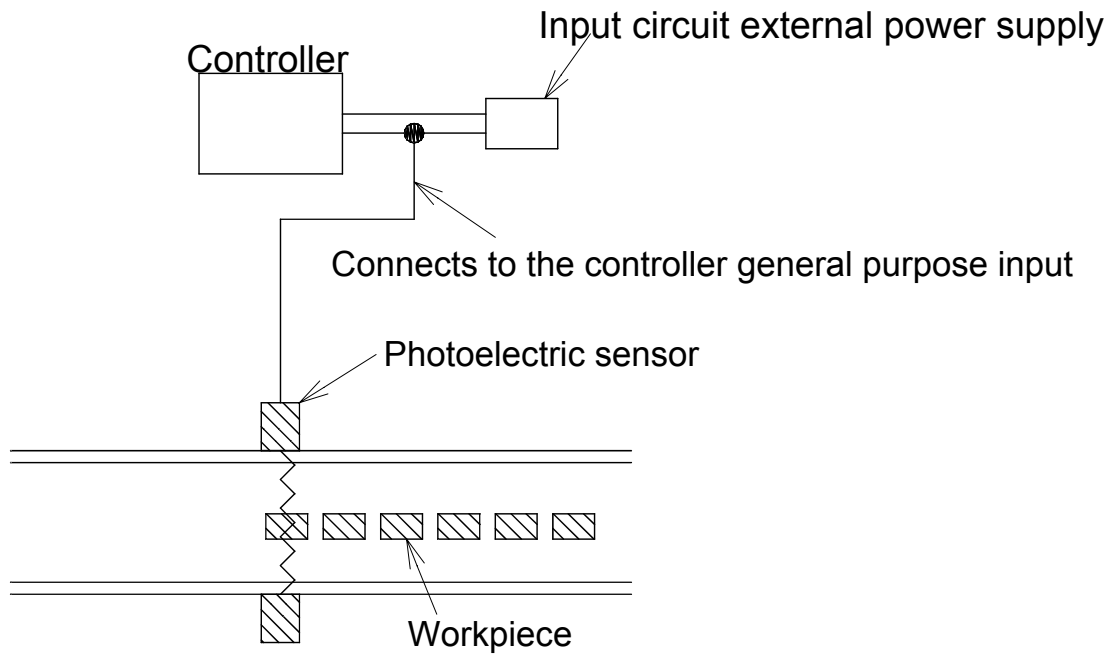 Input circuit external power supply
Controller
Connects to the controller general purpose input
Photoelectric sensor
Workpiece